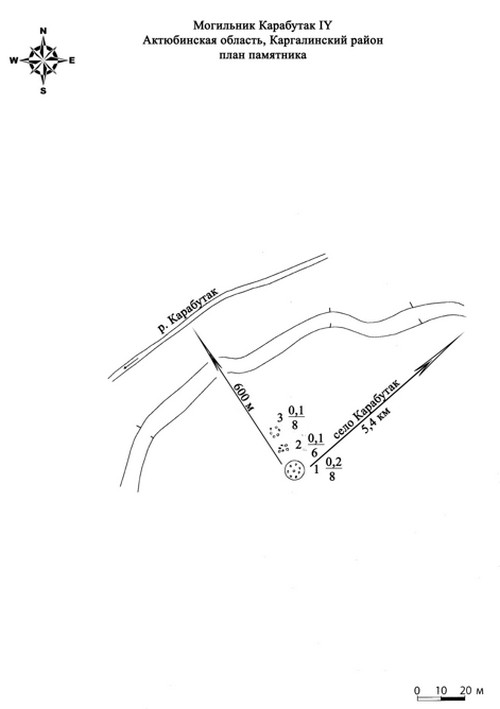 Могильник Карабутак IY
Актюбинская область, Каргалинский район
план памятника
N
W E
S
р. Карабутак
600 м
село Карабутак
5,4 км
3 0,1
8
2 0,1
6
1 0,2
8
0 10 20 м